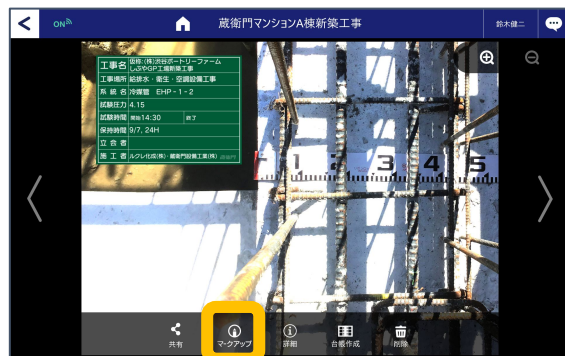 ON
蔵衛門マンションA棟新築工事
鈴木健二
工事名 仮称:(株)渋谷ポートリーファーム
しぶやGP工場新築工事
工事場所 給排水・衛生・空調設備工事
系統名 冷媒管 EHP-1-2
試験圧力 4.15
試験時間 開始14:30 終了
保持時間 9/7, 24H
立会者
施工者 ルクレ化成(株)・蔵衛門設備工業(株) 蔵衛門
1 2 3 4 5
共有 マークアップ 詳細 台帳作成 削除